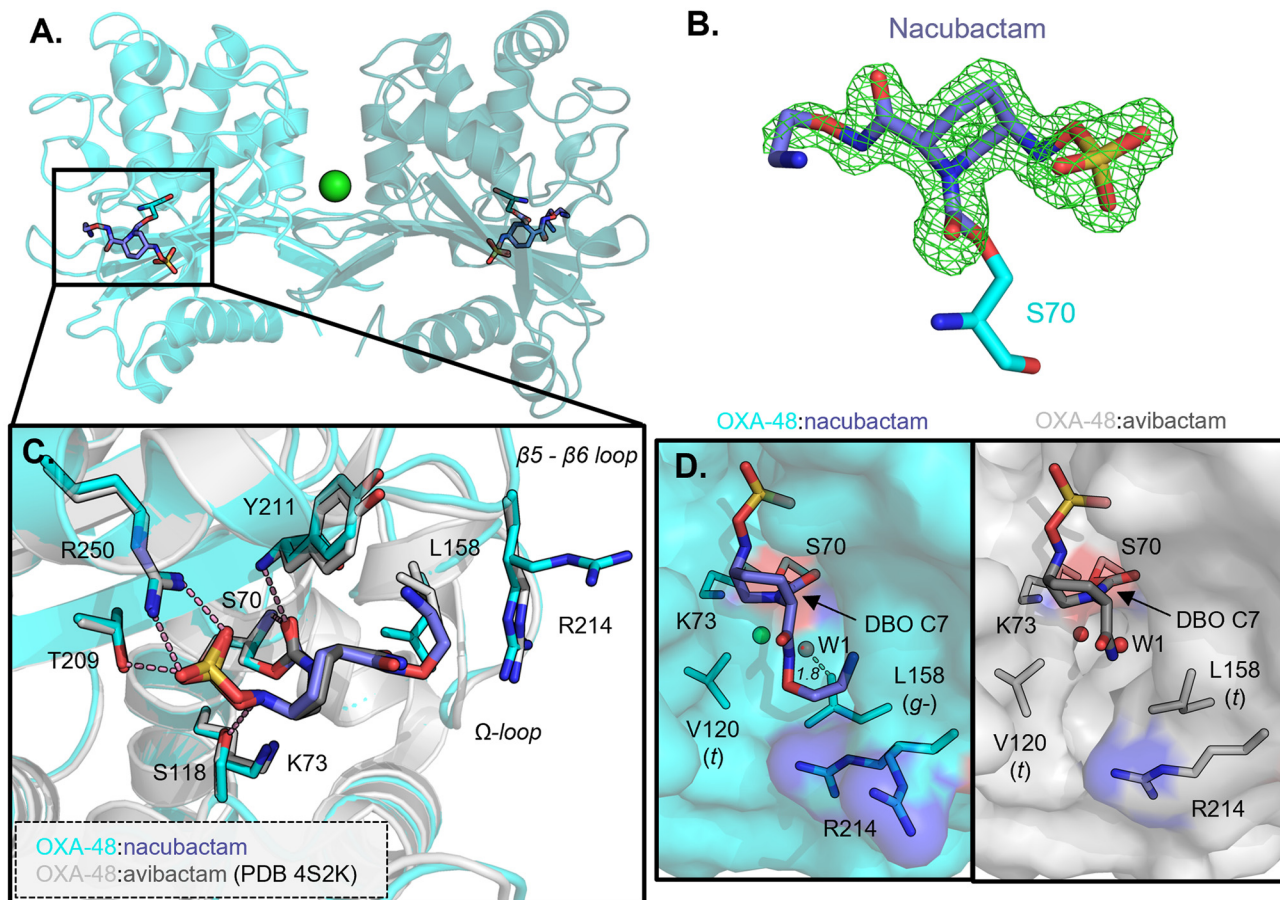 A.
B.
Nacubactam
S70
C.
β5 - β6 loop
Y211
R250
L158
S70
R214
T209
Ω-loop
S118
K73
OXA-48:nacubactam
OXA-48:avibactam (PDB 4S2K)
OXA-48:nacubactam
OXA-48:avibactam
D.
S70
K73
DBO C7
W1
1.8
L158
(g-)
V120
(t)
R214
S70
K73
DBO C7
W1
L158
(t)
V120
(t)
R214